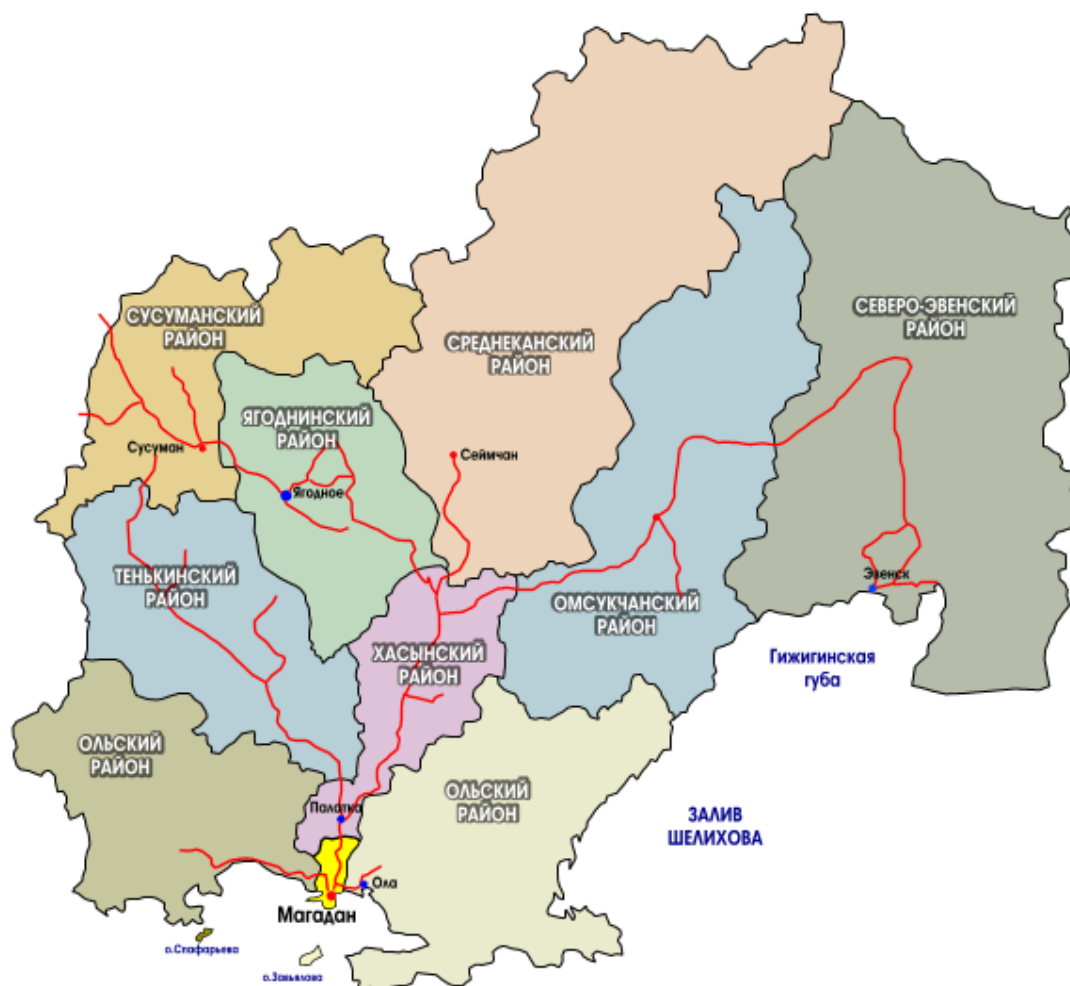 СУСУМАНСКИЙ
РАЙОН
СЕВЕРО-ЭВЕНСКИЙ
РАЙОН
СРЕДНЕКАНСКИЙ
РАЙОН
ЯГОДНИНСКИЙ
РАЙОН
Сусуман
Сеймчан
Ягодное
ТЕНЬКИНСКИЙ
РАЙОН
Эвенск
ОМСУКЧАНСКИЙ
РАЙОН
ХАСЫНСКИЙ
РАЙОН
Гижигинская
губа
ОЛЬСКИЙ
РАЙОН
ОЛЬСКИЙ
РАЙОН
Палатка
ЗАЛИВ
ШЕЛИХОВА
Ола
Магадан
о.Спафарьева
о.Завьялова